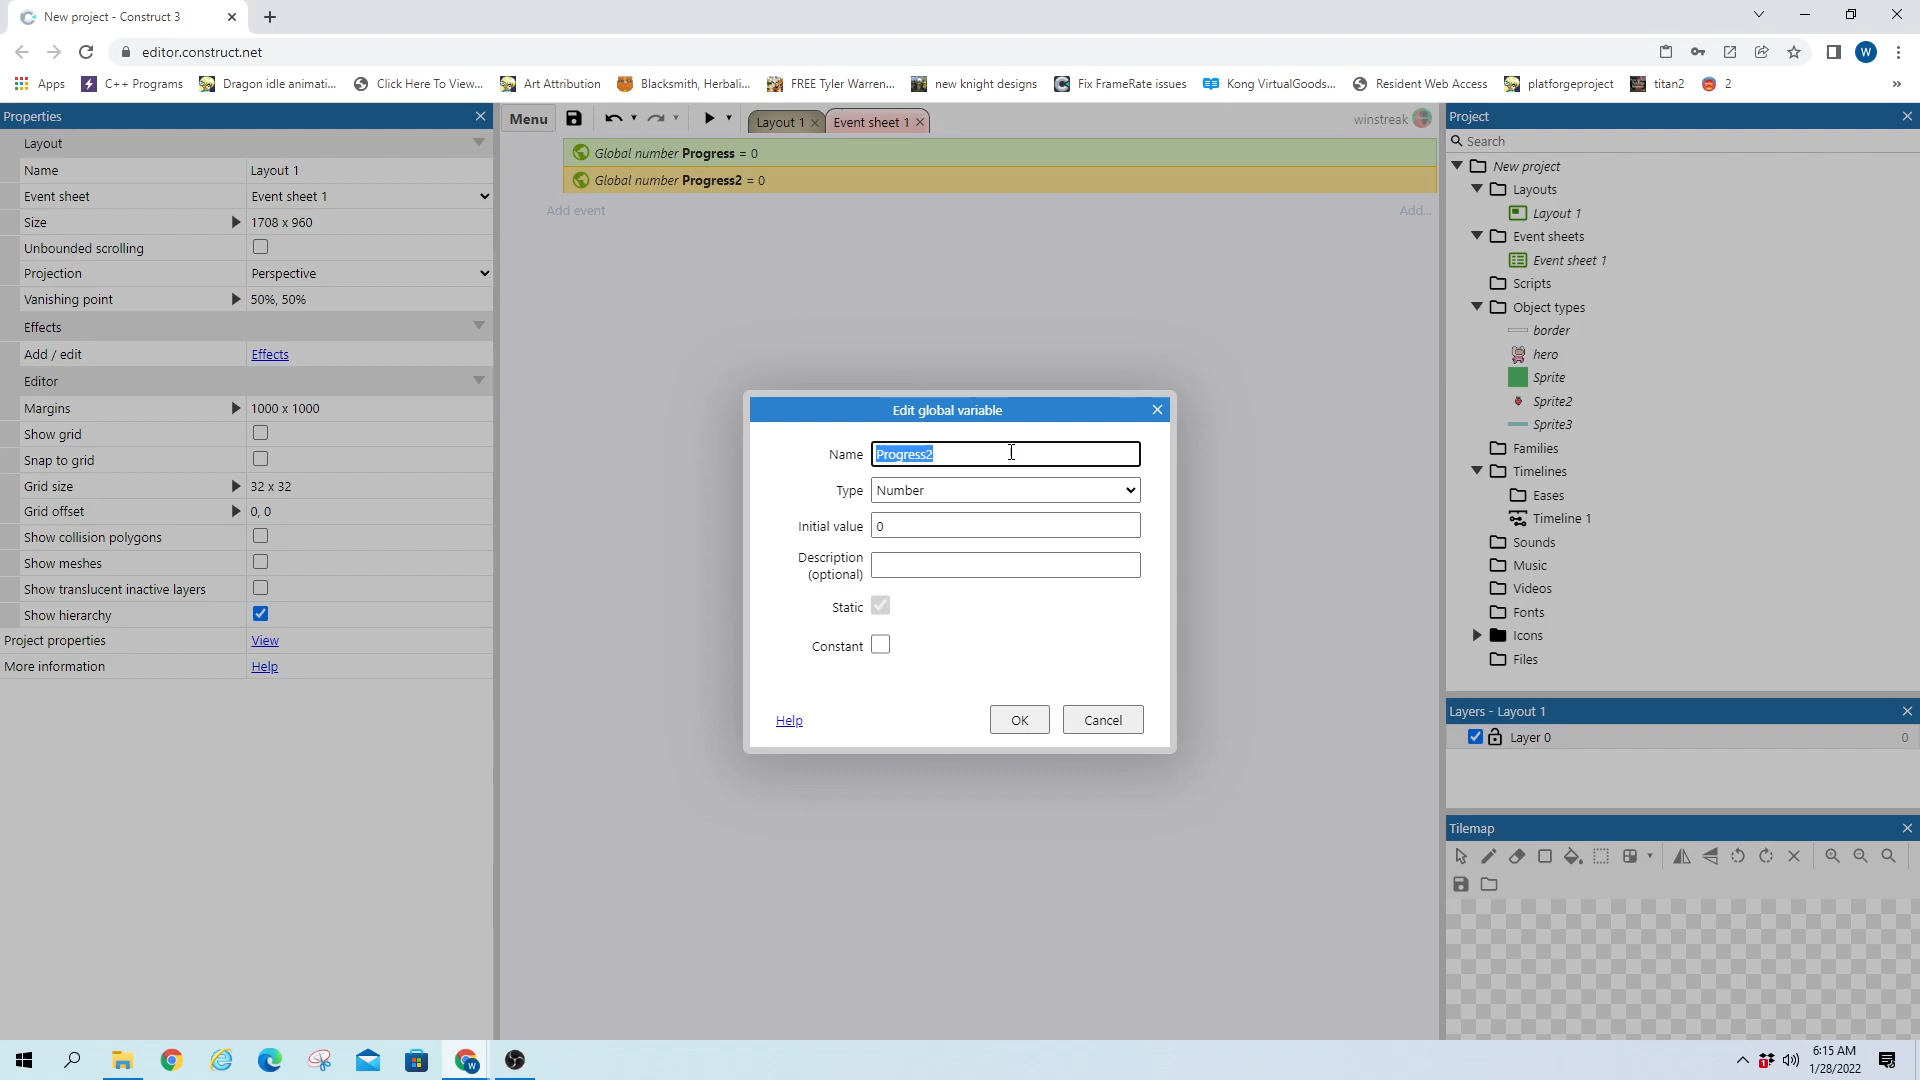 New project - Construct 3
editor.construct.net
W
Apps
C++ Programs
Dragon idle animati...
Click Here To View...
Art Attribution
Blacksmith, Herbali...
FREE Tyler Warren...
new knight designs
Fix FrameRate issues
Kong VirtualGoods...
Resident Web Access
platforgeproject
titan2
2
Properties
Menu
Layout 1
Event sheet 1
winstreak
Project
Layout
Name Layout 1
Event sheet Event sheet 1
Size 1708 x 960
Unbounded scrolling
Projection Perspective
Vanishing point 50%, 50%
Effects
Add / edit Effects
Editor
Margins 1000 x 1000
Show grid
Snap to grid
Grid size 32 x 32
Grid offset 0, 0
Show collision polygons
Show meshes
Show translucent inactive layers
Show hierarchy
Project properties View
More information Help
Global number Progress = 0
Global number Progress2 = 0
Add event Add...
Edit global variable
Name Progress2
Type Number
Initial value 0
Description
(optional)
Static
Constant
Help OK Cancel
Search
New project
Layouts
Layout 1
Event sheets
Event sheet 1
Scripts
Object types
border
hero
Sprite
Sprite2
Sprite3
Families
Timelines
Eases
Timeline 1
Sounds
Music
Videos
Fonts
Icons
Files
Layers - Layout 1
Layer 0 0
Tilemap
6:15 AM
1/28/2022